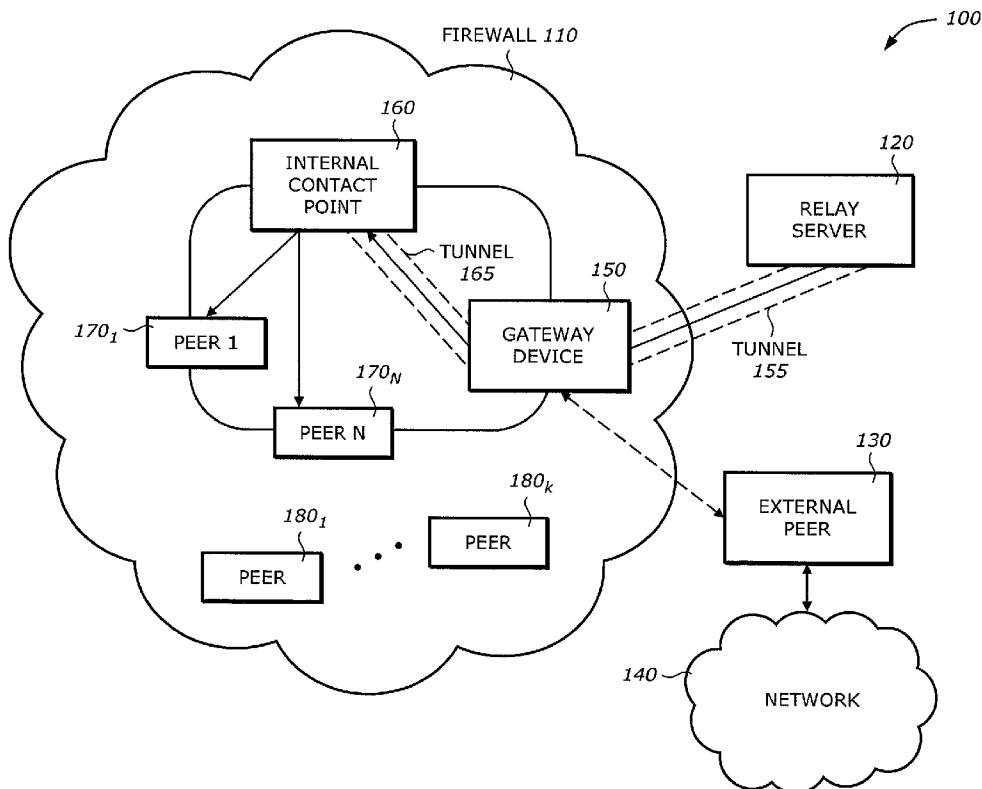 100
FIREWALL 110
160
INTERNAL
CONTACT
POINT
120
RELAY
SERVER
TUNNEL
165
150
GATEWAY
DEVICE
TUNNEL
155
170₁
PEER 1
170N
PEER N
130
EXTERNAL
PEER
180₁
PEER
180k
PEER
140
NETWORK